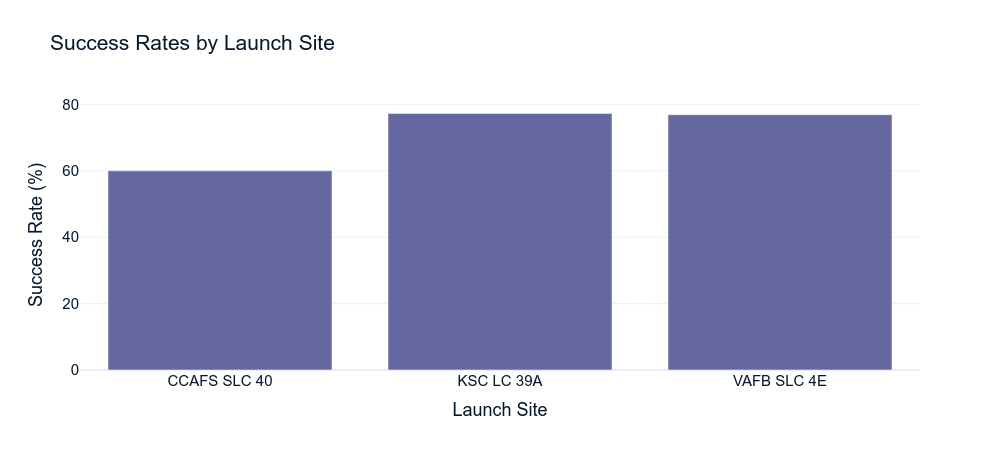 Success Rates by Launch Site
80
60
40
20
0
Success Rate (%)
CCAFS SLC 40
KSC LC 39A
VAFB SLC 4E
Launch Site